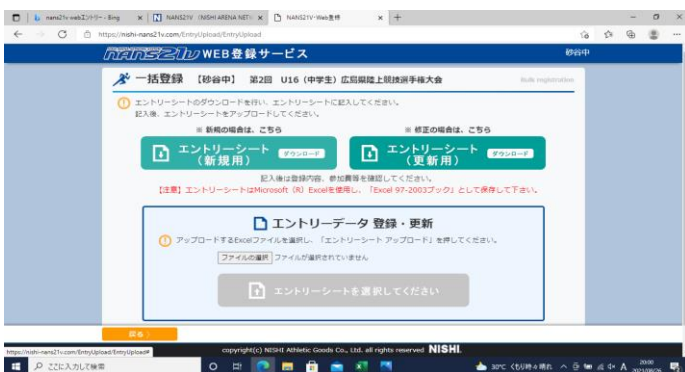 nans21v webエントリー - Bing
NANS21V（NISHI ARENA NET）
NANS21V-Web登録
https://nishi-nans21v.com/EntryUpload/EntryUpload
nans21v WEB登録サービス
砂谷中
一括登録 【砂谷中】 第2回 U16（中学生）広島県陸上競技選手権大会
Bulk registration
エントリーシートのダウンロードを行い、エントリーシートに記入してください。
記入後、エントリーシートをアップロードしてください。
※ 新規の場合は、こちら
※ 修正の場合は、こちら
エントリーシート
（新規用）
ダウンロード
エントリーシート
（更新用）
ダウンロード
記入後は登録内容、参加費等を確認してください。
【注意】エントリーシートはMicrosoft（R）Excelを使用し、「Excel 97-2003ブック」として保存して下さい。
エントリーデータ 登録・更新
アップロードするExcelファイルを選択し、「エントリーシート アップロード」を押してください。
ファイルの選択 ファイルが選択されていません
エントリーシートを選択してください
戻る
https://nishi-nans21v.com/EntryUpload/EntryUpload#
copyright(c) NISHI Athletic Goods Co., Ltd. all rights reserved NISHI.
ここに入力して検索
30°C くもり時々晴れ
A
20:00
2021/08/26